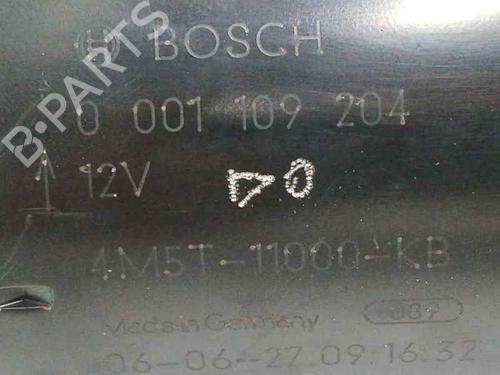 BOSCH
0 001 109 204
12V
4M5T-11000-KB
Made in Germany
087
06-06-27 09:16:32
B-PARTS